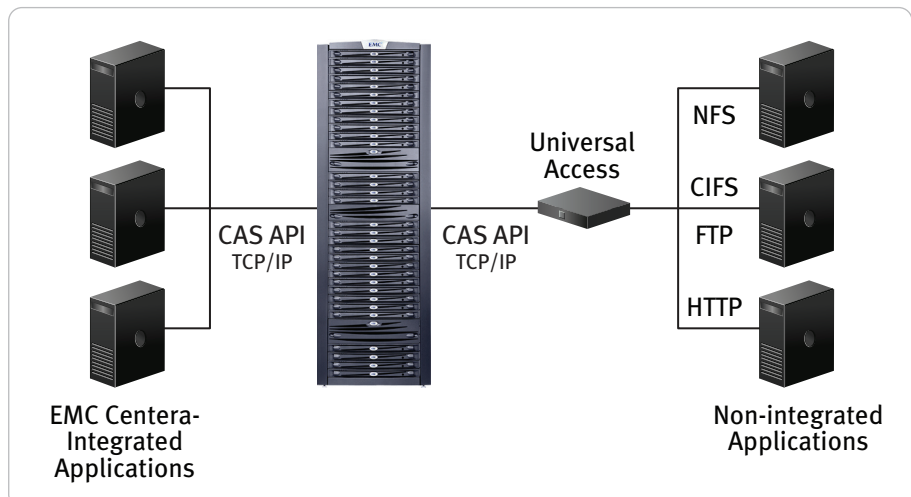 EMC
Universal
Access
NFS
CIFS
FTP
HTTP
CAS API
TCP/IP
CAS API
TCP/IP
EMC Centera-
Integrated
Applications
Non-integrated
Applications